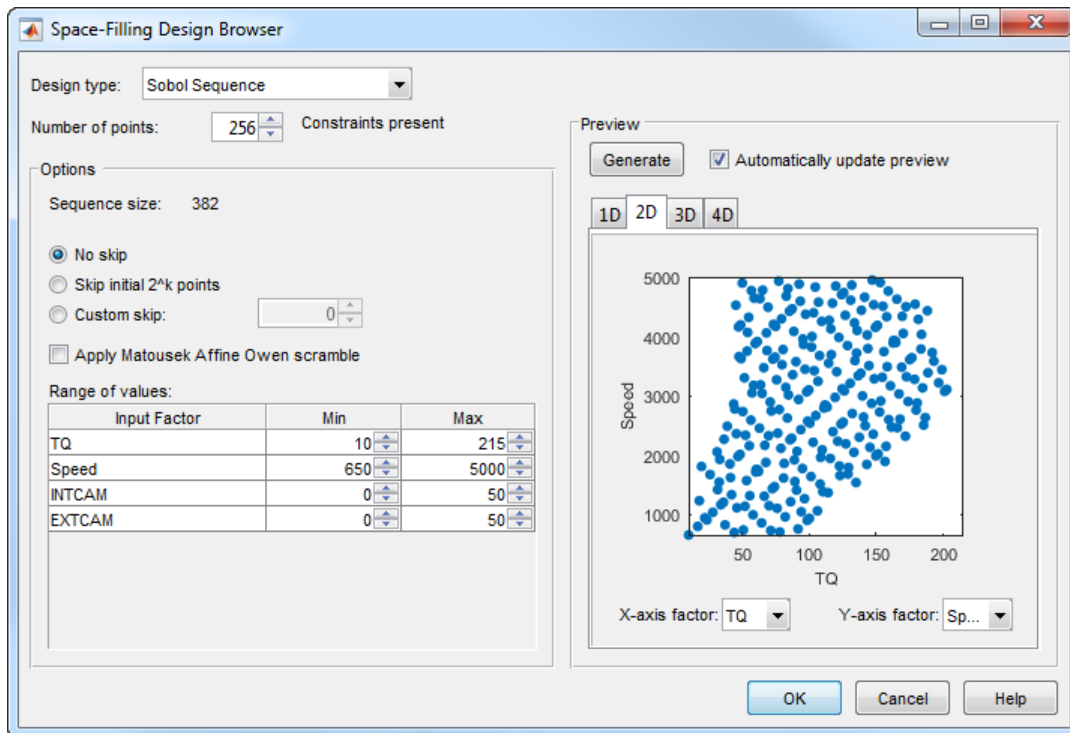 Space-Filling Design Browser
Design type: Sobol Sequence
Number of points: 256 Constraints present
Options
Sequence size: 382
No skip
Skip initial 2^k points
Custom skip: 0
Apply Matousek Affine Owen scramble
Range of values:
Input Factor Min Max
TQ 10 215
Speed 650 5000
INTCAM 0 50
EXTCAM 0 50
Preview
Generate Automatically update preview
1D 2D 3D 4D
5000
4000
3000
2000
1000
Speed
50 100 150 200
TQ
X-axis factor: TQ Y-axis factor: Sp...
OK Cancel Help